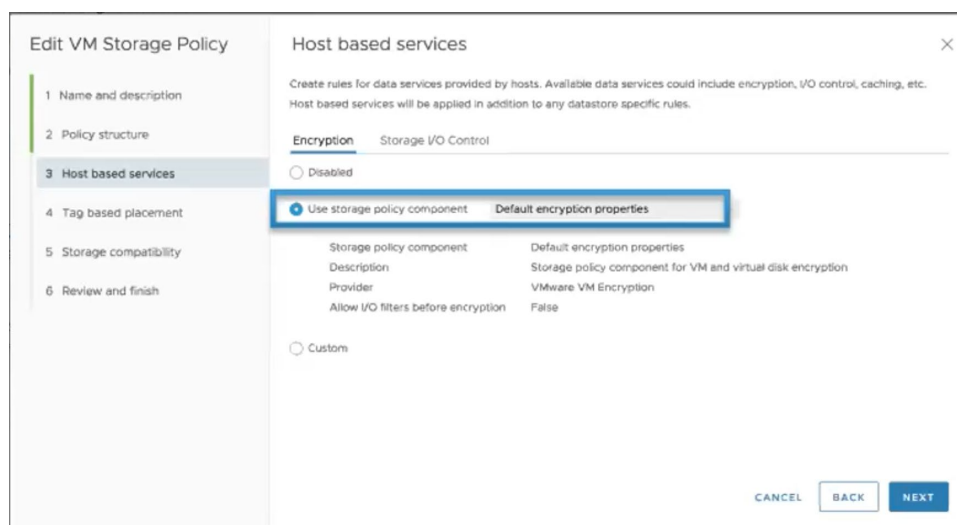 Edit VM Storage Policy
1 Name and description
2 Policy structure
3 Host based services
4 Tag based placement
5 Storage compatibility
6 Review and finish
Host based services
Create rules for data services provided by hosts. Available data services could include encryption, I/O control, caching, etc.
Host based services will be applied in addition to any datastore specific rules.
Encryption Storage I/O Control
Disabled
Use storage policy component Default encryption properties
Storage policy component Default encryption properties
Description Storage policy component for VM and virtual disk encryption
Provider VMware VM Encryption
Allow I/O filters before encryption False
Custom
CANCEL BACK NEXT